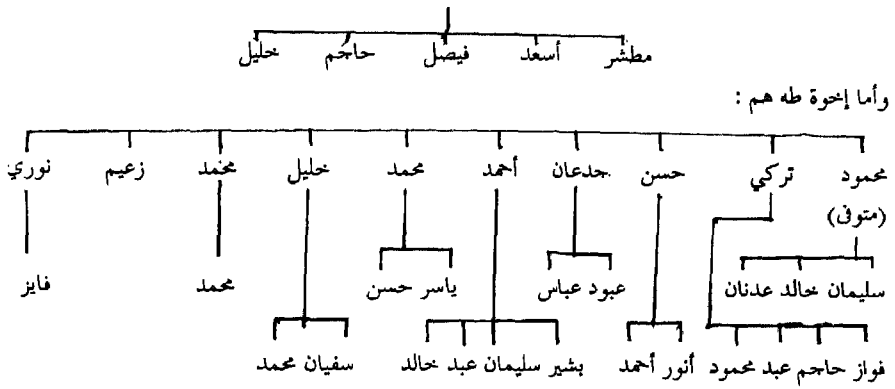 مطشر أسعد فيصل حاجم خليل
وأما إخوة طه هم :
محمود تركي حسن جدعان أحمد محمد خليل محمد زعيم نوري
(متوفى)
سليمان خالد عدنان عبود عباس ياسر حسن محمد فايز
فواز حاجم عبد محمود أنور أحمد بشير سليمان عبد خالد سفيان محمد